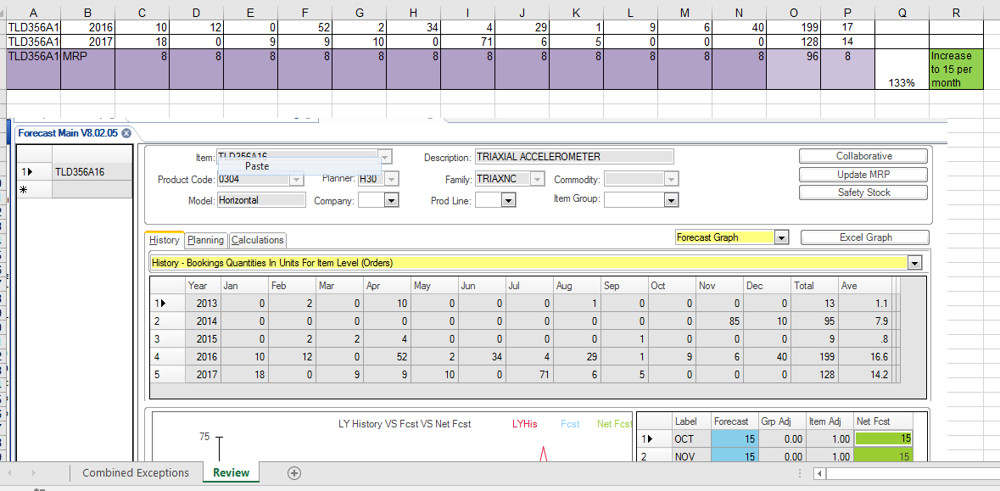 A B C D E F G H I J K L M N O P Q R
TLD356A1 2016 10 12 0 52 2 34 4 29 1 9 6 40 199 17
TLD356A1 2017 18 0 9 9 10 0 71 6 5 0 0 0 128 14
TLD356A1 MRP 8 8 8 8 8 8 8 8 8 8 8 8 96 8 133% Increase
to 15 per
month
Forecast Main V8.02.05
Item: TLD356A16 Description: TRIAXIAL ACCELEROMETER Collaborative
Paste
1 TLD356A16
Product Code: 0304 Planner: H30 Family: TRIAXNC Commodity: Update MRP
* Model: Horizontal Company: Prod Line: Item Group: Safety Stock
History Planning Calculations Forecast Graph Excel Graph
History - Bookings Quantities In Units For Item Level (Orders)
Year Jan Feb Mar Apr May Jun Jul Aug Sep Oct Nov Dec Total Ave
1 2013 0 2 0 10 0 0 0 1 0 0 0 0 13 1.1
2 2014 0 0 0 0 0 0 0 0 0 0 85 10 95 7.9
3 2015 0 2 2 4 0 0 0 0 1 0 0 0 9 .8
4 2016 10 12 0 52 2 34 4 29 1 9 6 40 199 16.6
5 2017 18 0 9 9 10 0 71 6 5 0 0 0 128 14.2
LY History VS Fcst VS Net Fcst LYHis Fcst Net Fcst
75
Label Forecast Grp Adj Item Adj Net Fcst
1 OCT 15 0.00 1.00 15
2 NOV 15 0.00 1.00 15
Combined Exceptions Review